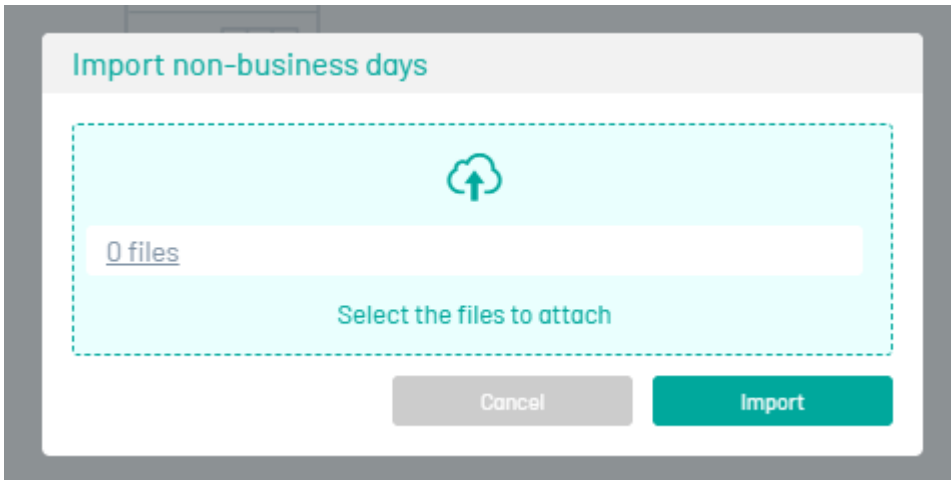 Import non-business days
0 files
Select the files to attach
Cancel
Import